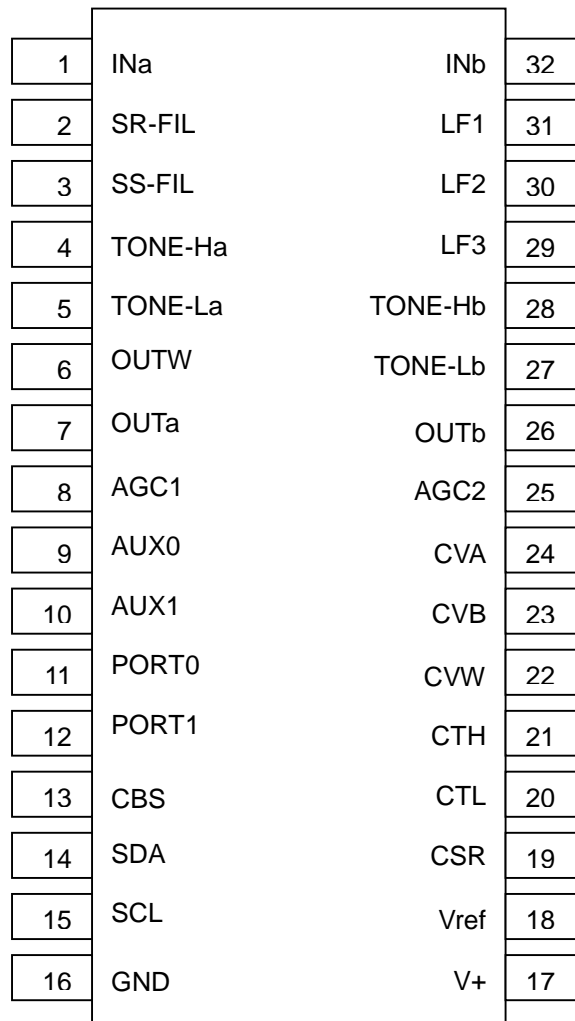 1 INa INb 32
2 SR-FIL LF1 31
3 SS-FIL LF2 30
4 TONE-Ha LF3 29
5 TONE-La TONE-Hb 28
6 OUTW TONE-Lb 27
7 OUTa OUTb 26
8 AGC1 AGC2 25
9 AUX0 CVA 24
10 AUX1 CVB 23
11 PORT0 CVW 22
12 PORT1 CTH 21
13 CBS CTL 20
14 SDA CSR 19
15 SCL Vref 18
16 GND V+ 17